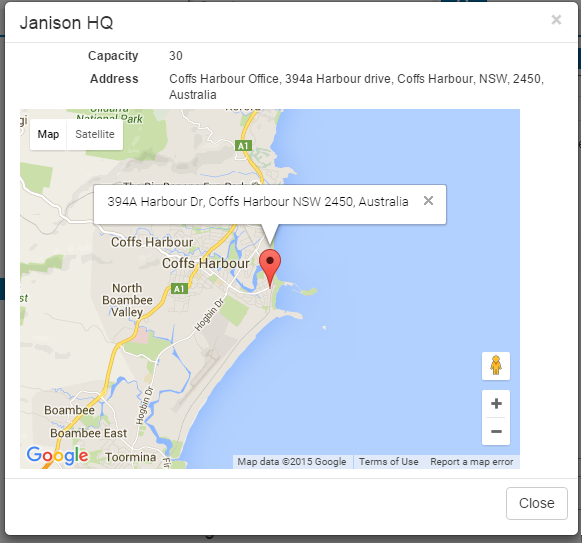 Janison HQ ×
Capacity 30
Address Coffs Harbour Office, 394a Harbour drive, Coffs Harbour, NSW, 2450,
Australia
National Park
Map Satellite
A1
394A Harbour Dr, Coffs Harbour NSW 2450, Australia ×
Coffs Harbour
Coffs Harbour
North
Boambee
Valley
A1
Hogbin Dr
Hogbin Dr
Boambee
Boambee East
Toormina
Google
Map data ©2015 Google Terms of Use Report a map error
Close